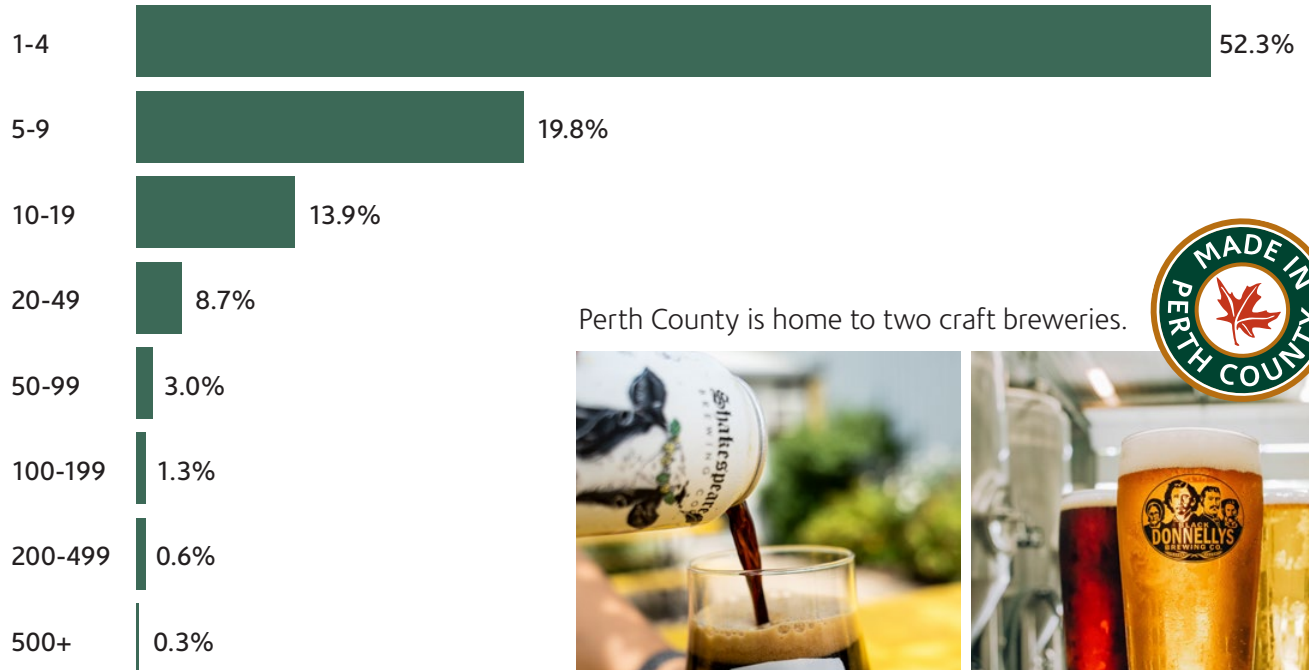 1-4 52.3%
5-9 19.8%
10-19 13.9%
20-49 8.7%
50-99 3.0%
100-199 1.3%
200-499 0.6%
500+ 0.3%
Perth County is home to two craft breweries.
MADE IN
PERTH COUNTY
Shakespeare
BREWING CO
BLACK
DONNELLYS
BREWING CO.